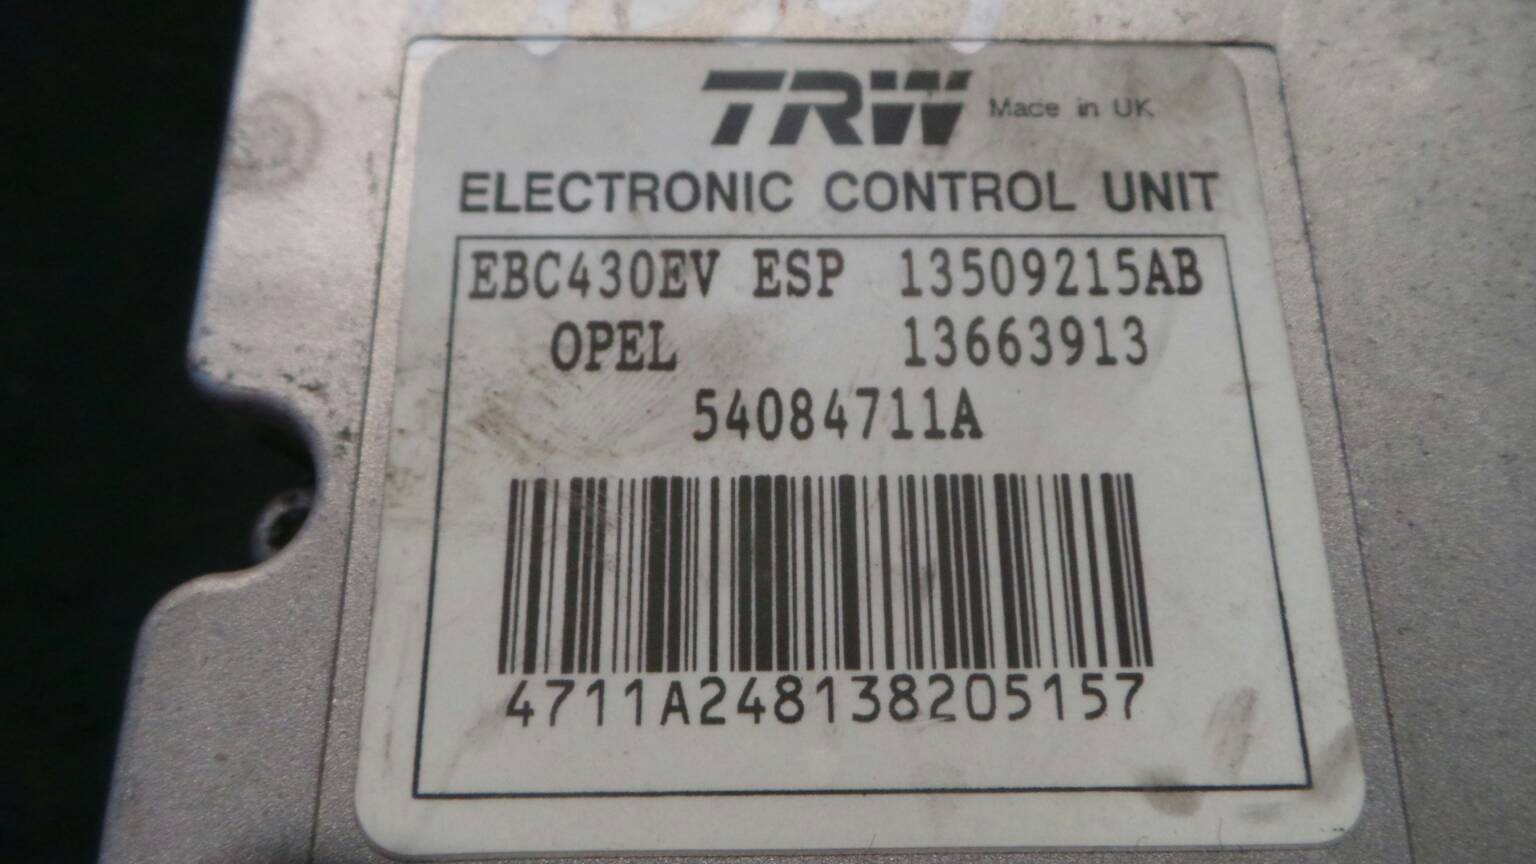 TRW Made in UK
ELECTRONIC CONTROL UNIT
EBC430EV ESP 13509215AB
OPEL 13663913
54084711A
4711A248138205157